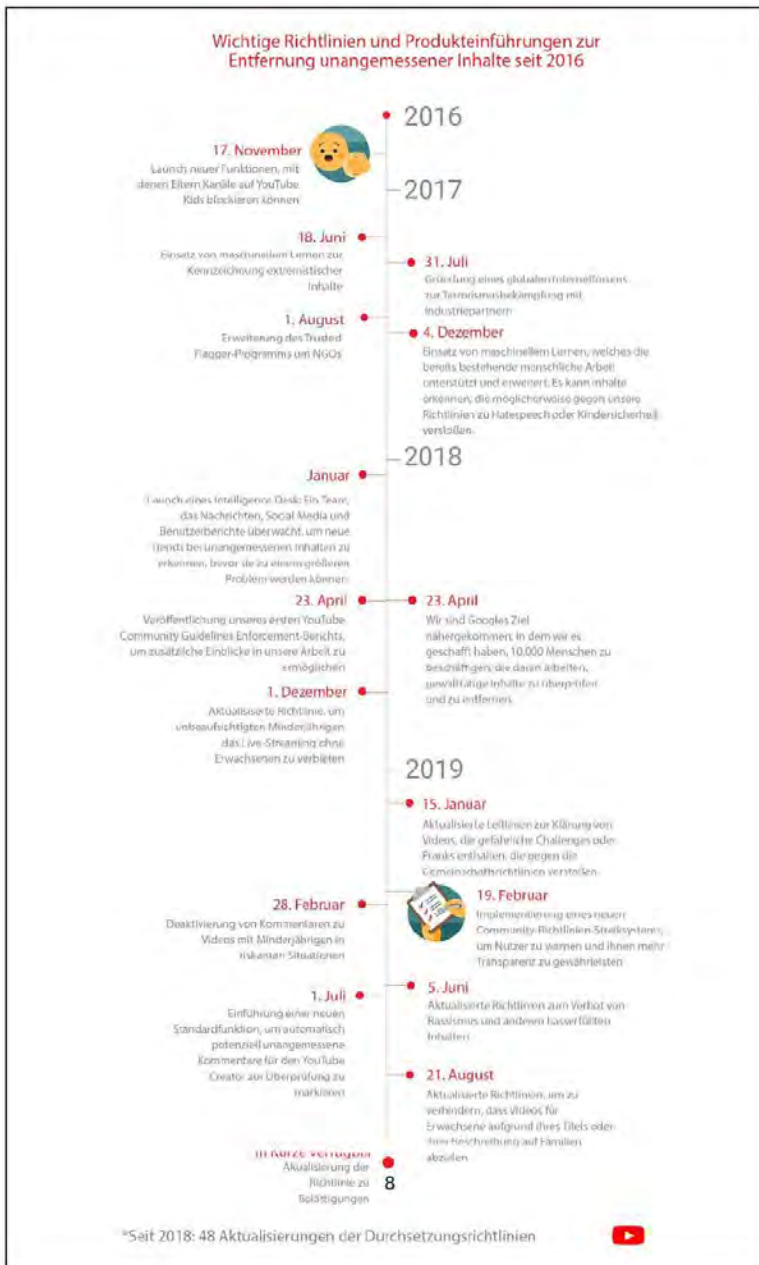 Wichtige Richtlinien und Produkteinführungen zur
Entfernung unangemessener Inhalte seit 2016
2016
17. November
Launch neuer Funktionen, mit
denen Eltern Kanäle auf YouTube
Kids blockieren können
2017
18. Juni
Einsatz von maschinellem Lernen zur
Kennzeichnung extremistischer
Inhalte
31. Juli
Gründung eines globalen Internetforums
zur Terrorismusbekämpfung mit
Industriepartnern
1. August
Erweiterung des Trusted
Flagger-Programms um NGOs
4. Dezember
Einsatz von maschinellem Lernen, welches die
bereits bestehende menschliche Arbeit
unterstützt und erweitert. Es kann Inhalte
erkennen, die möglicherweise gegen unsere
Richtlinien zu Hatespeech oder Kindersicherheit
verstoßen.
2018
Januar
Launch eines Intelligence Desk: Ein Team,
das Nachrichten, Social Media und
Benutzerberichte überwacht, um neue
Trends bei unangemessenen Inhalten zu
erkennen, bevor sie zu einem größeren
Problem werden können
23. April
Veröffentlichung unseres ersten YouTube
Community Guidelines Enforcement-Berichts,
um zusätzliche Einblicke in unsere Arbeit zu
ermöglichen
23. April
Wir sind Googles Ziel
nähergekommen, in dem wir es
geschafft haben, 10.000 Menschen zu
beschäftigen, die daran arbeiten,
gewalttätige Inhalte zu überprüfen
und zu entfernen.
1. Dezember
Aktualisierte Richtlinie, um
unbeaufsichtigten Minderjährigen
das Live-Streaming ohne
Erwachsenen zu verbieten
2019
15. Januar
Aktualisierte Leitlinien zur Klärung von
Videos, die gefährliche Challenges oder
Pranks enthalten, die gegen die
Gemeinschaftsrichtlinien verstoßen
19. Februar
Implementierung eines neuen
Community-Richtlinien-Strikesystems,
um Nutzer zu warnen und ihnen mehr
Transparenz zu gewährleisten
28. Februar
Deaktivierung von Kommentaren zu
Videos mit Minderjährigen in
riskanten Situationen
5. Juni
Aktualisierte Richtlinien zum Verbot von
Rassismus und anderen hasserfüllten
Inhalten
1. Juli
Einführung einer neuen
Standardfunktion, um automatisch
potenziell unangemessene
Kommentare für den YouTube
Creator zur Überprüfung zu
markieren
21. August
Aktualisierte Richtlinien, um zu
verhindern, dass Videos für
Erwachsene aufgrund ihres Titels oder
ihrer Beschreibung auf Familien
abzielen
In Kürze verfügbar
Akualisierung der
Richtlinie zu
Belästigungen
8
*Seit 2018: 48 Aktualisierungen der Durchsetzungsrichtlinien